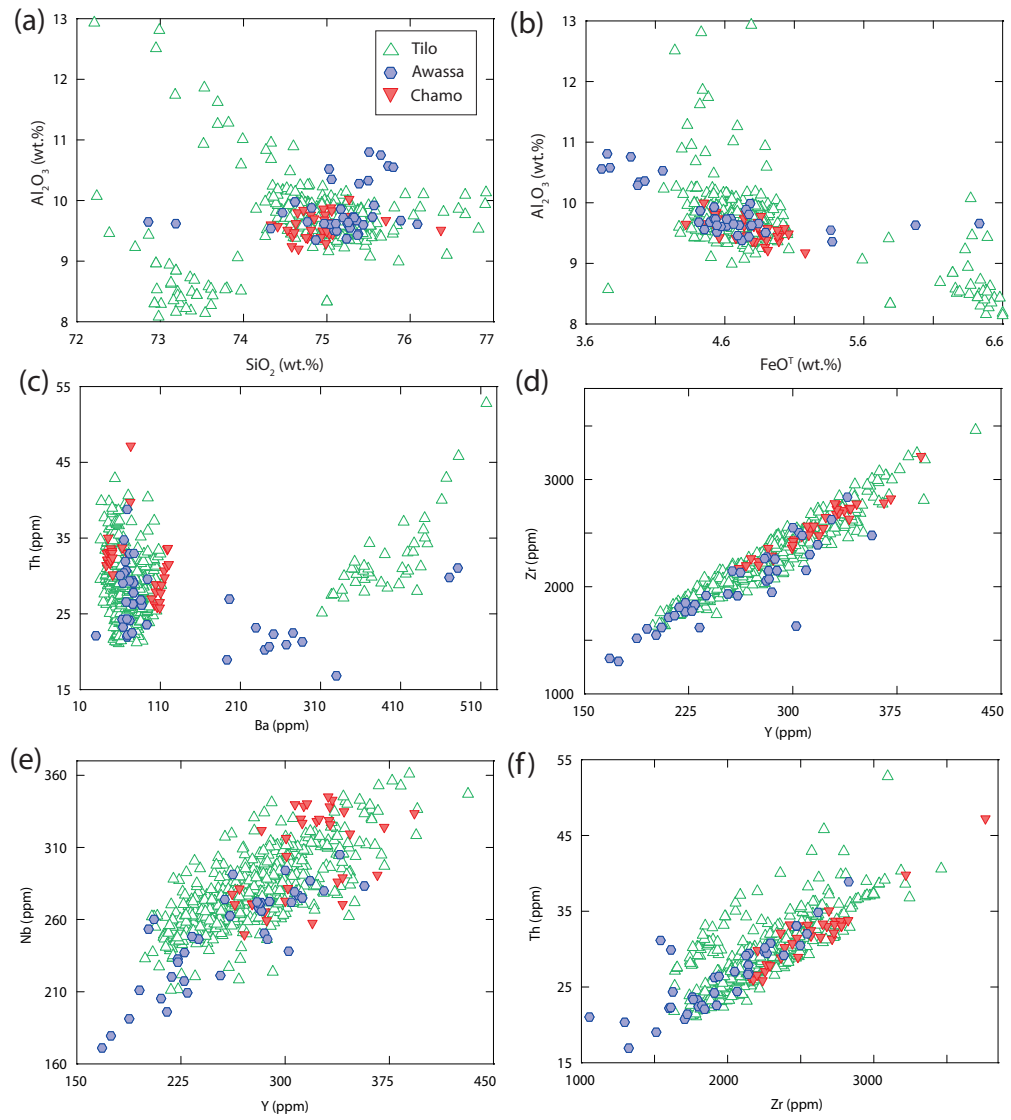 (a)
13
12
11
10
9
8
Al2O3 (wt.%)
72 73 74 75 76 77
SiO2 (wt.%)
Tilo
Awassa
Chamo
(b)
13
12
11
10
9
8
Al2O3 (wt.%)
3.6 4.6 5.6 6.6
FeOT (wt.%)
(c)
55
45
35
25
15
Th (ppm)
10 110 210 310 410 510
Ba (ppm)
(d)
3000
2000
1000
Zr (ppm)
150 225 300 375 450
Y (ppm)
(e)
360
310
260
210
160
Nb (ppm)
150 225 300 375 450
Y (ppm)
(f)
55
45
35
25
15
Th (ppm)
1000 2000 3000
Zr (ppm)